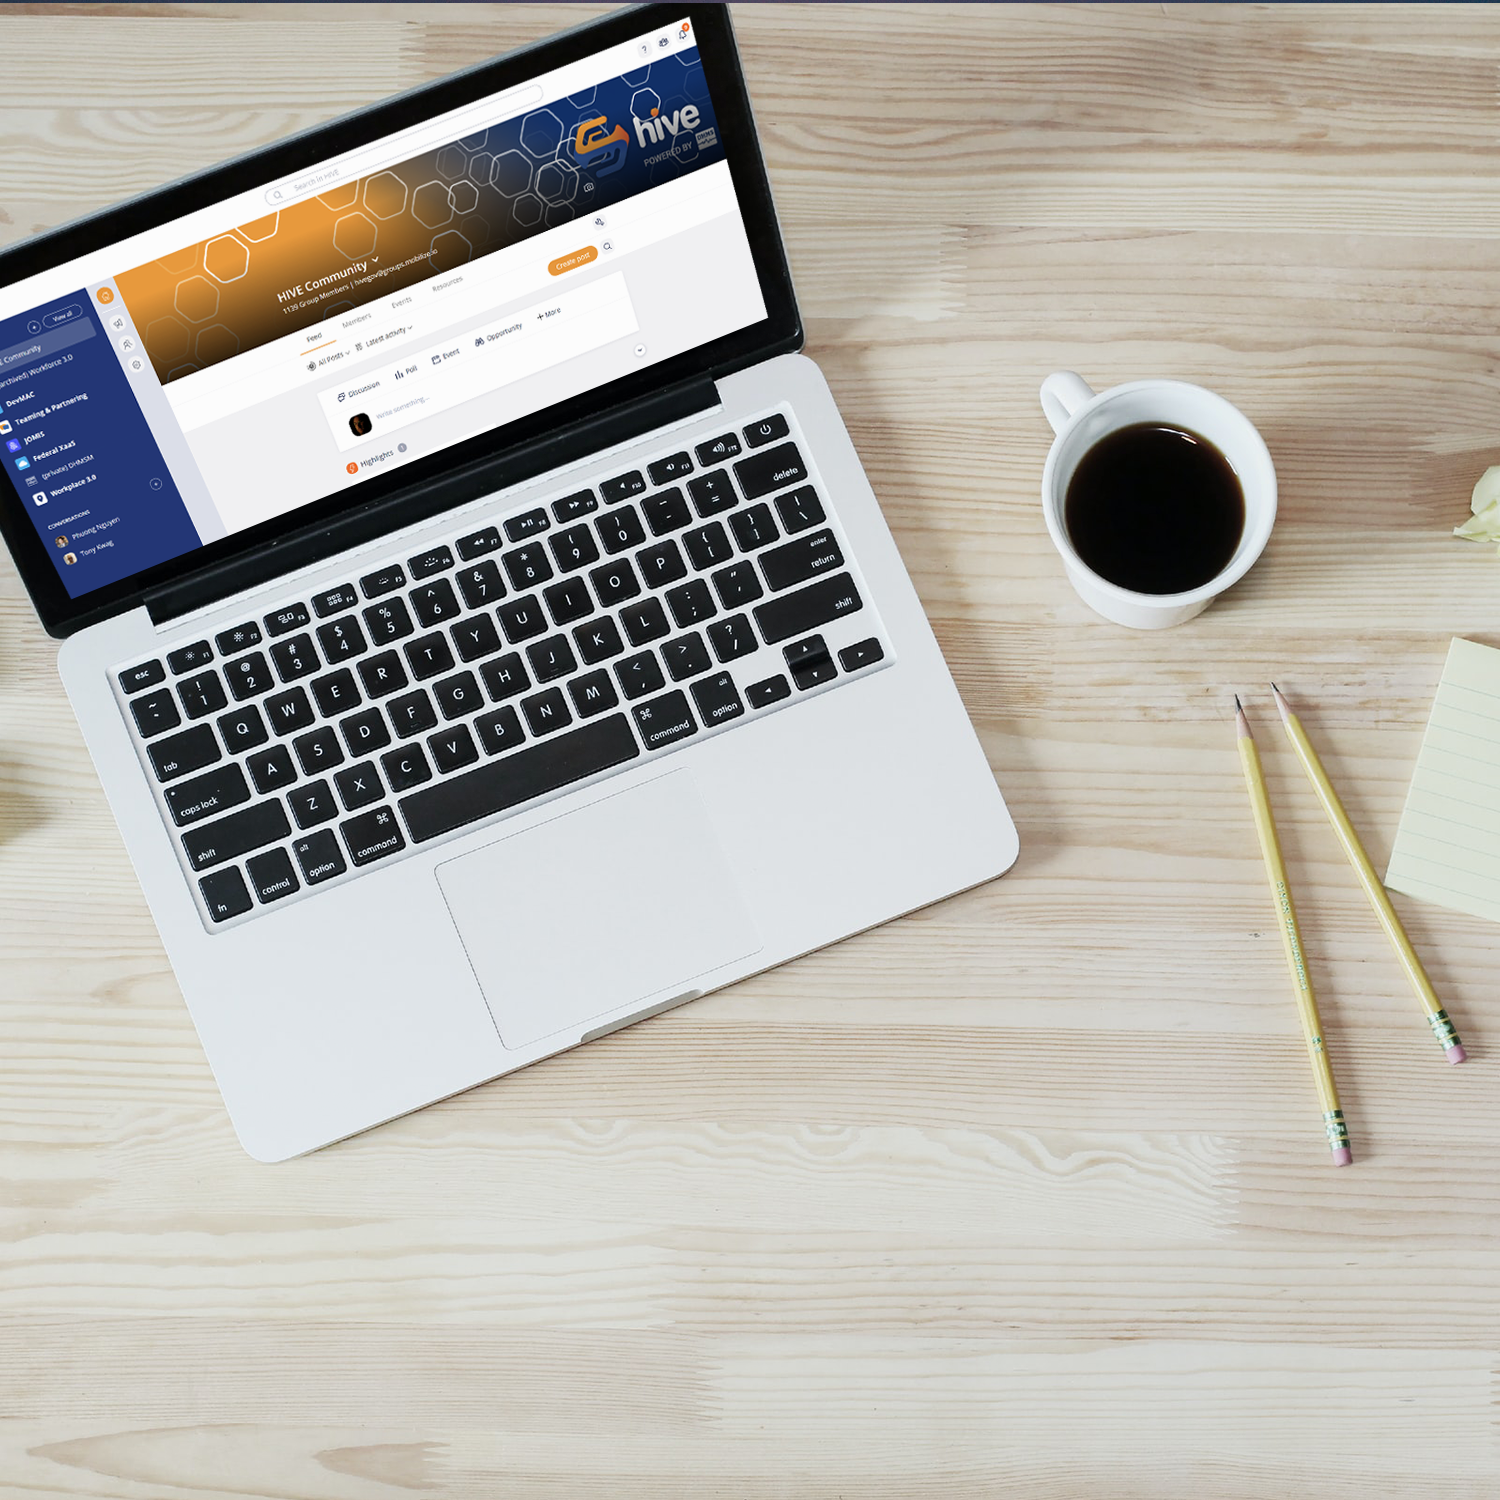 Search in HIVE
hive
POWERED BY
HIVE Community
1139 Group Members | hivegov@groups.mobilize.io
View all
Community
archived) Workforce 3.0
DevMAC
Teaming & Partnering
JOMIS
Federal XaaS
(private) DHMSM
Workplace 3.0
CONVERSATIONS
Phuong Nguyen
Tony Kwag
Feed
Members
Events
Resources
Create post
All Posts
Latest activity
Discussion
Poll
Event
Opportunity
+ More
Write something...
Highlights
esc
F1
F2
F3
F4
F5
F6
F7
F8
F9
F10
F11
F12
~ `
! 1
@ 2
# 3
$ 4
% 5
^ 6
& 7
* 8
( 9
) 0
_ -
+ =
delete
tab
Q W E R T Y U I O P { [ } ] | \
caps lock
A S D F G H J K L : ; " '
enter
return
shift
Z X C V B N M < , > . ? /
shift
fn
control
alt
option
⌘
command
⌘
command
alt
option